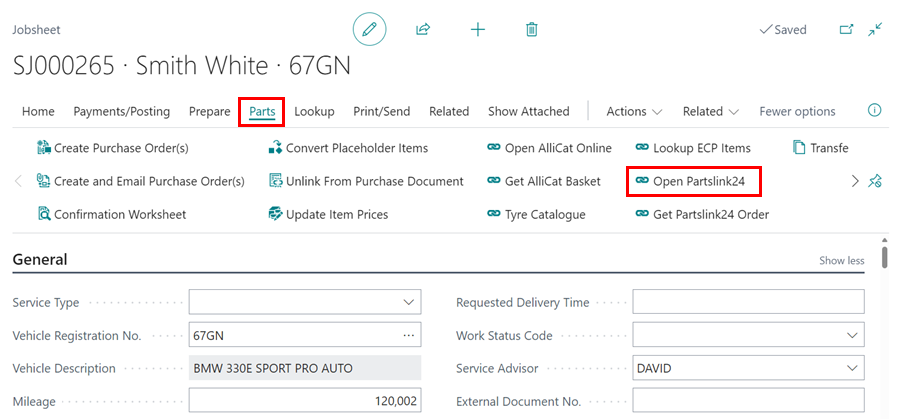 Jobsheet
Saved
SJ000265 · Smith White · 67GN
Home Payments/Posting Prepare Parts Lookup Print/Send Related Show Attached Actions Related Fewer options
Create Purchase Order(s) Convert Placeholder Items Open AlliCat Online Lookup ECP Items Transfe
Create and Email Purchase Order(s) Unlink From Purchase Document Get AlliCat Basket Open Partslink24
Confirmation Worksheet Update Item Prices Tyre Catalogue Get Partslink24 Order
General Show less
Service Type Requested Delivery Time
Vehicle Registration No. 67GN Work Status Code
Vehicle Description BMW 330E SPORT PRO AUTO Service Advisor DAVID
Mileage 120,002 External Document No.